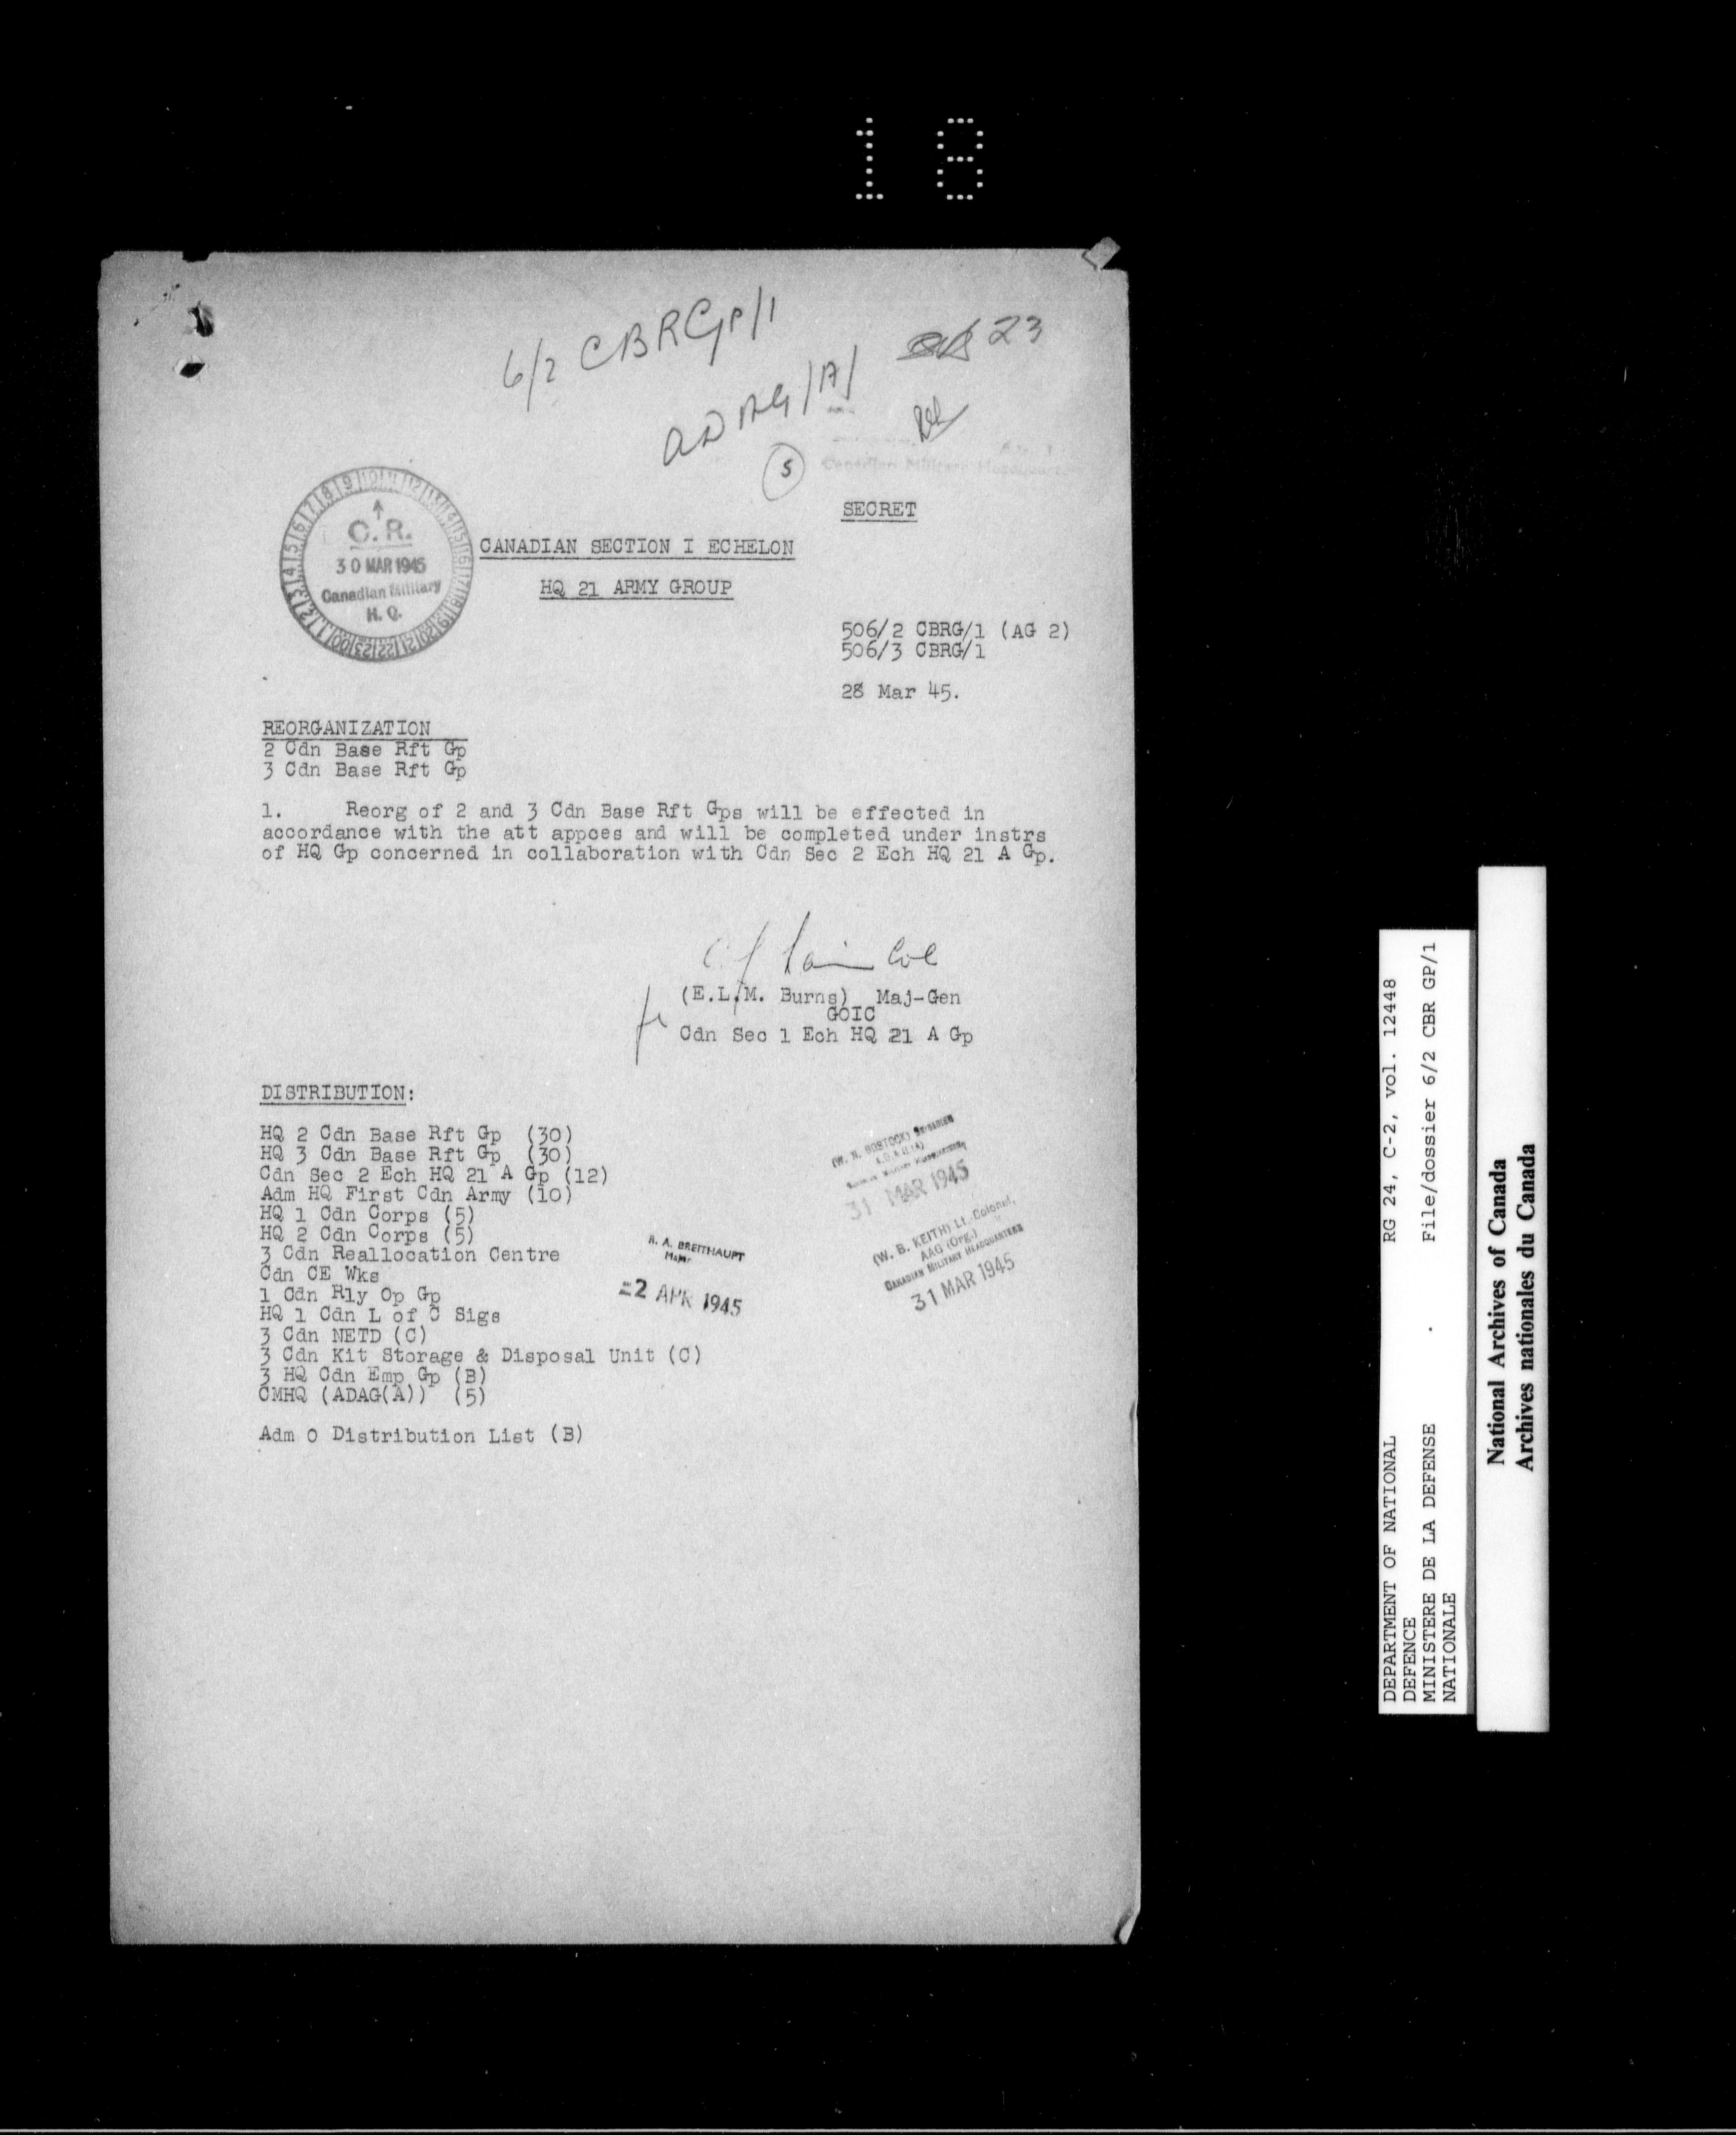 18
6/2 CBRGp/1
23
ADAG/A/
5
Canadian Military Headquarters
SECRET
C.R.
30 MAR 1945
Canadian Military
H.Q.
CANADIAN SECTION I ECHELON
HQ 21 ARMY GROUP
506/2 CBRG/1 (AG 2)
506/3 CBRG/1
28 Mar 45.
REORGANIZATION
2 Cdn Base Rft Gp
3 Cdn Base Rft Gp
1. Reorg of 2 and 3 Cdn Base Rft Gps will be effected in
accordance with the att appces and will be completed under instrs
of HQ Gp concerned in collaboration with Cdn Sec 2 Ech HQ 21 A Gp.
Col
(E.L.M. Burns) Maj-Gen
GOIC
Cdn Sec 1 Ech HQ 21 A Gp
DISTRIBUTION:
HQ 2 Cdn Base Rft Gp (30)
HQ 3 Cdn Base Rft Gp (30)
Cdn Sec 2 Ech HQ 21 A Gp (12)
Adm HQ First Cdn Army (10)
HQ 1 Cdn Corps (5)
HQ 2 Cdn Corps (5)
3 Cdn Reallocation Centre
Cdn CE Wks
1 Cdn Rly Op Gp
HQ 1 Cdn L of C Sigs
3 Cdn NETD (C)
3 Cdn Kit Storage & Disposal Unit (C)
3 HQ Cdn Emp Gp (B)
CMHQ (ADAG(A)) (5)
Adm O Distribution List (B)
(W. N. BOSTOCK) BRIGADIER
31 MAR 1945
(W. B. KEITH) Lt.-Colonel,
AAG (Org.)
CANADIAN MILITARY HEADQUARTERS
31 MAR 1945
R. A. BREITHAUPT
Major
-2 APR 1945
RG 24, C-2, vol. 12448
File/dossier 6/2 CBR GP/1
DEPARTMENT OF NATIONAL
DEFENCE
MINISTERE DE LA DEFENSE
NATIONALE
National Archives of Canada
Archives nationales du Canada